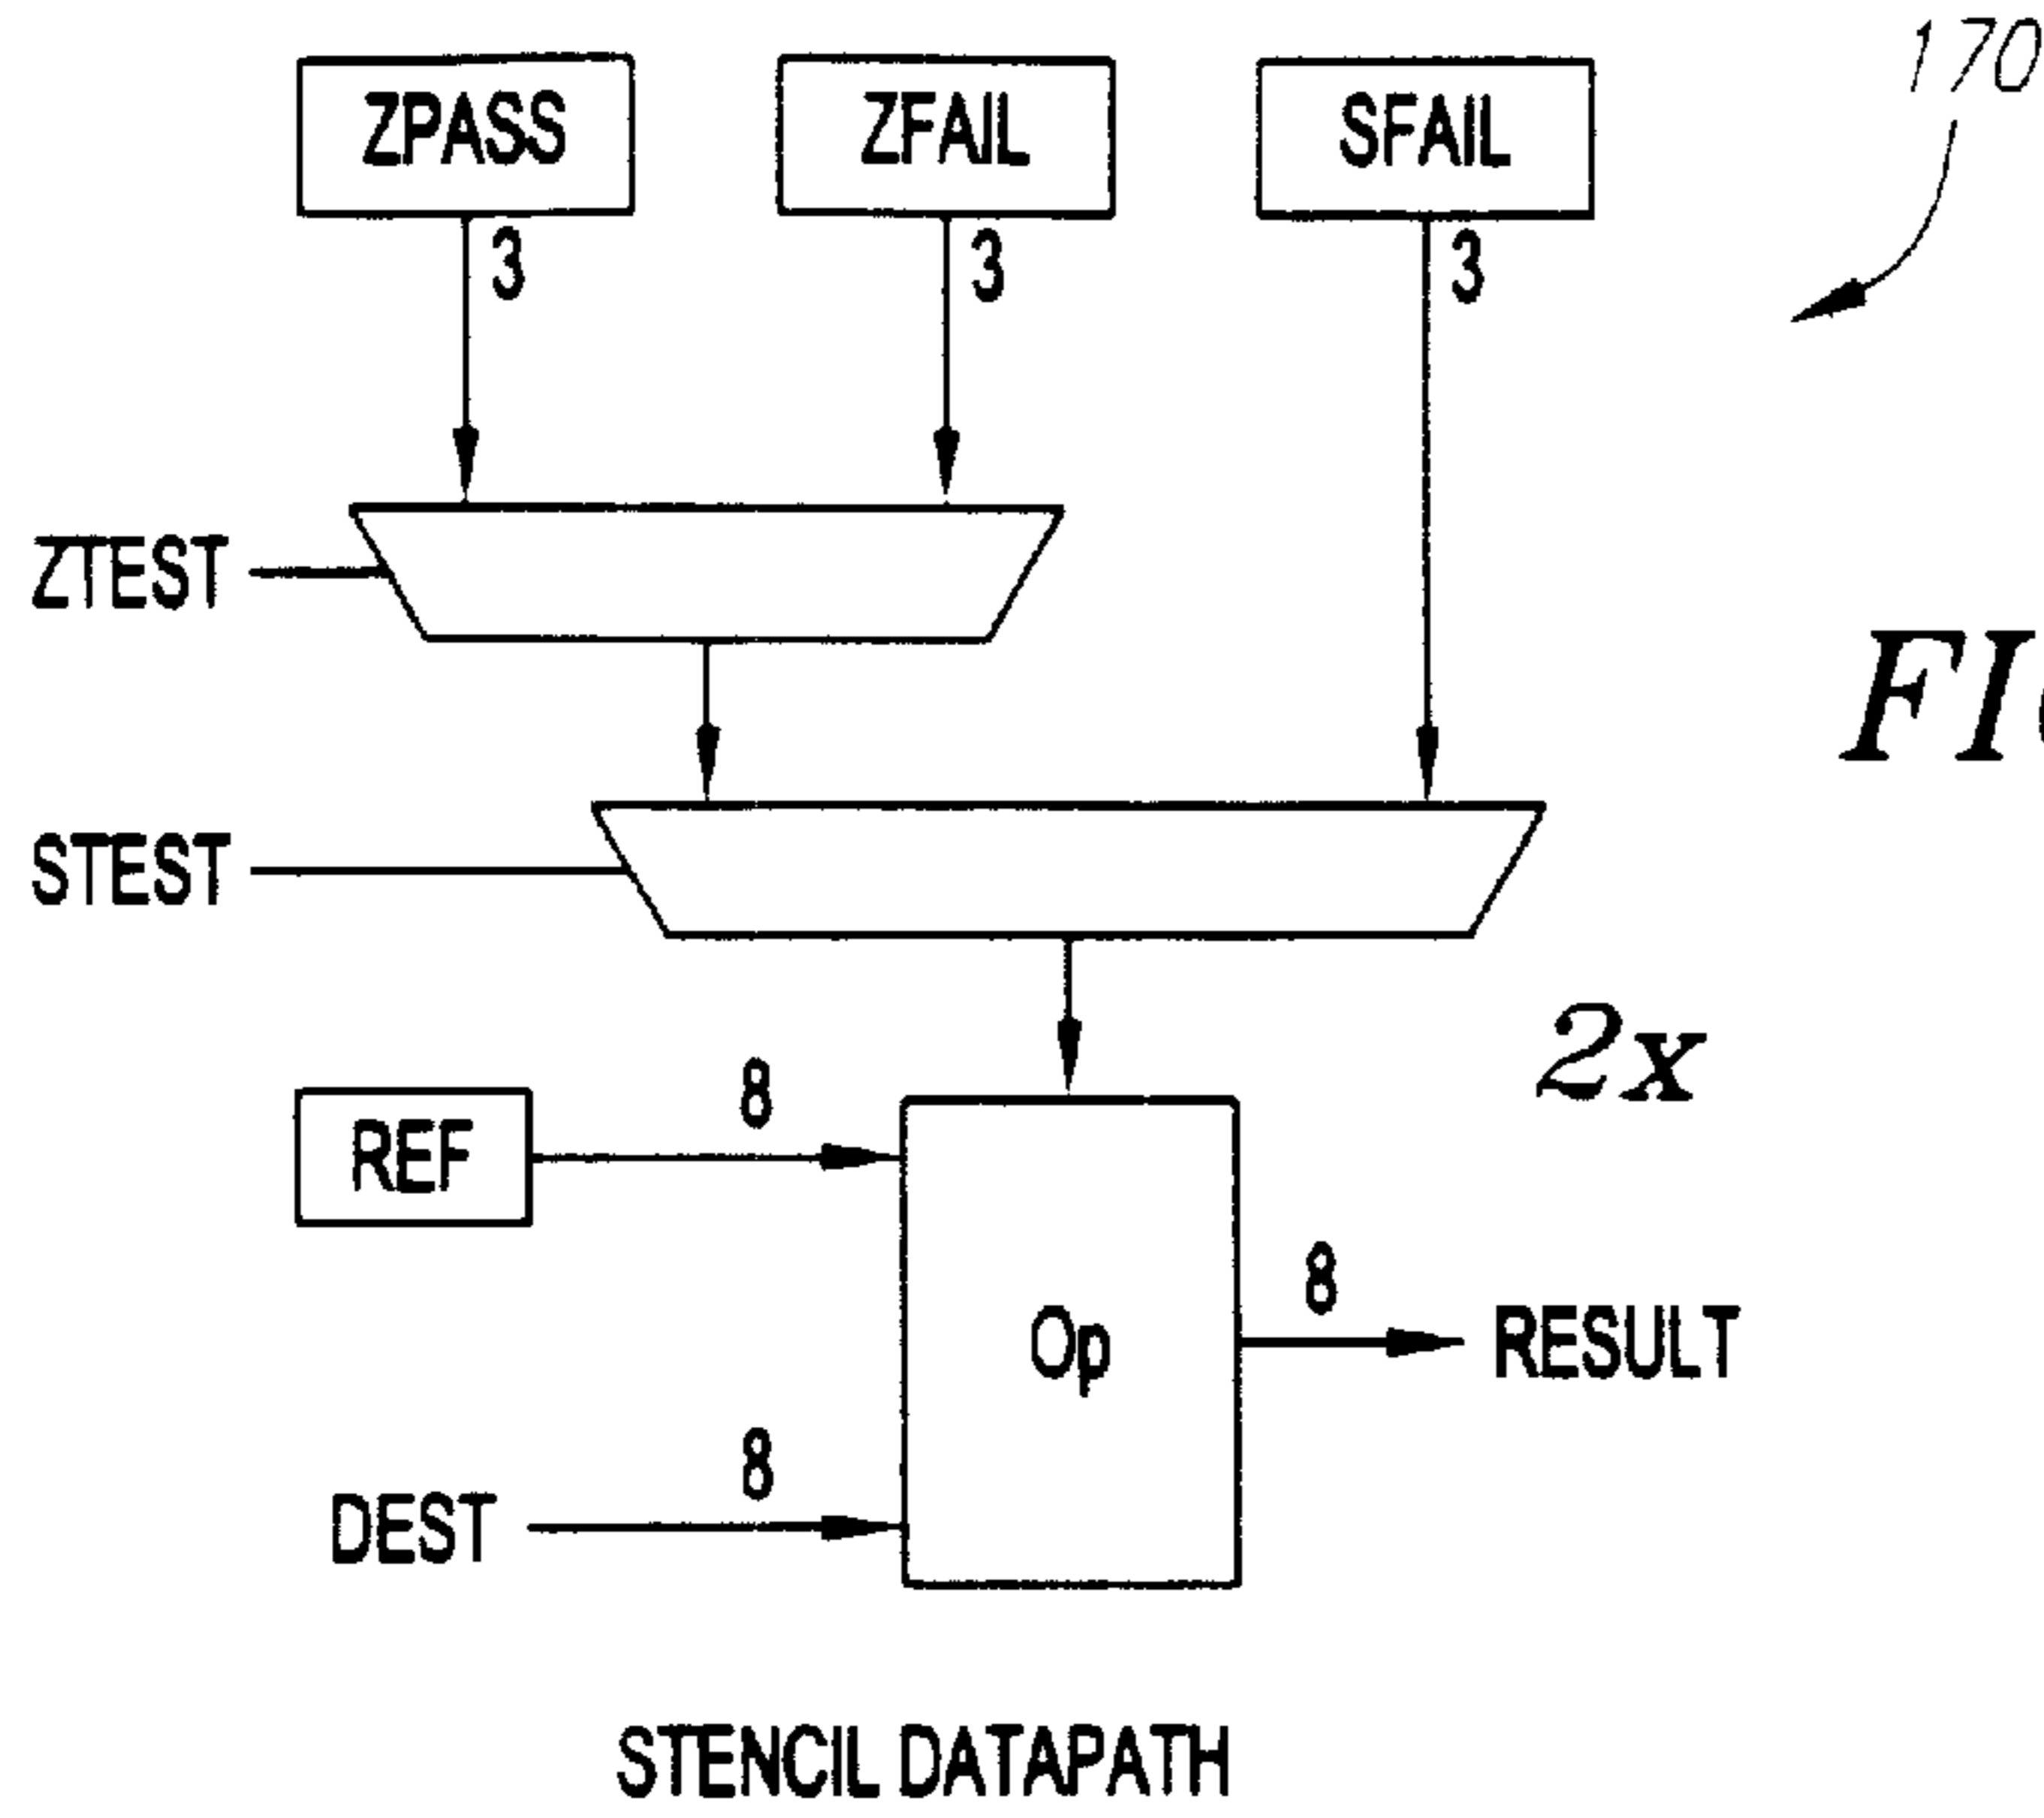 170
ZPASS ZFAIL SFAIL
3 3 3
ZTEST
FI
STEST
2x
8
REF
8
Op
RESULT
8
DEST
STENCIL DATAPATH